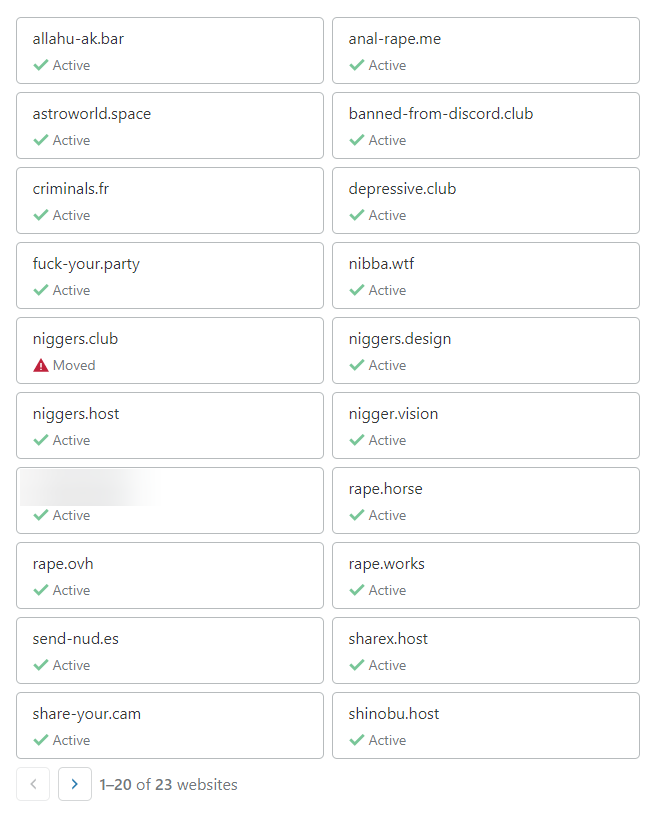 allahu-ak.bar
Active
anal-rape.me
Active
astroworld.space
Active
banned-from-discord.club
Active
criminals.fr
Active
depressive.club
Active
fuck-your.party
Active
nibba.wtf
Active
niggers.club
Moved
niggers.design
Active
niggers.host
Active
nigger.vision
Active
Active
rape.horse
Active
rape.ovh
Active
rape.works
Active
send-nud.es
Active
sharex.host
Active
share-your.cam
Active
shinobu.host
Active
1–20 of 23 websites